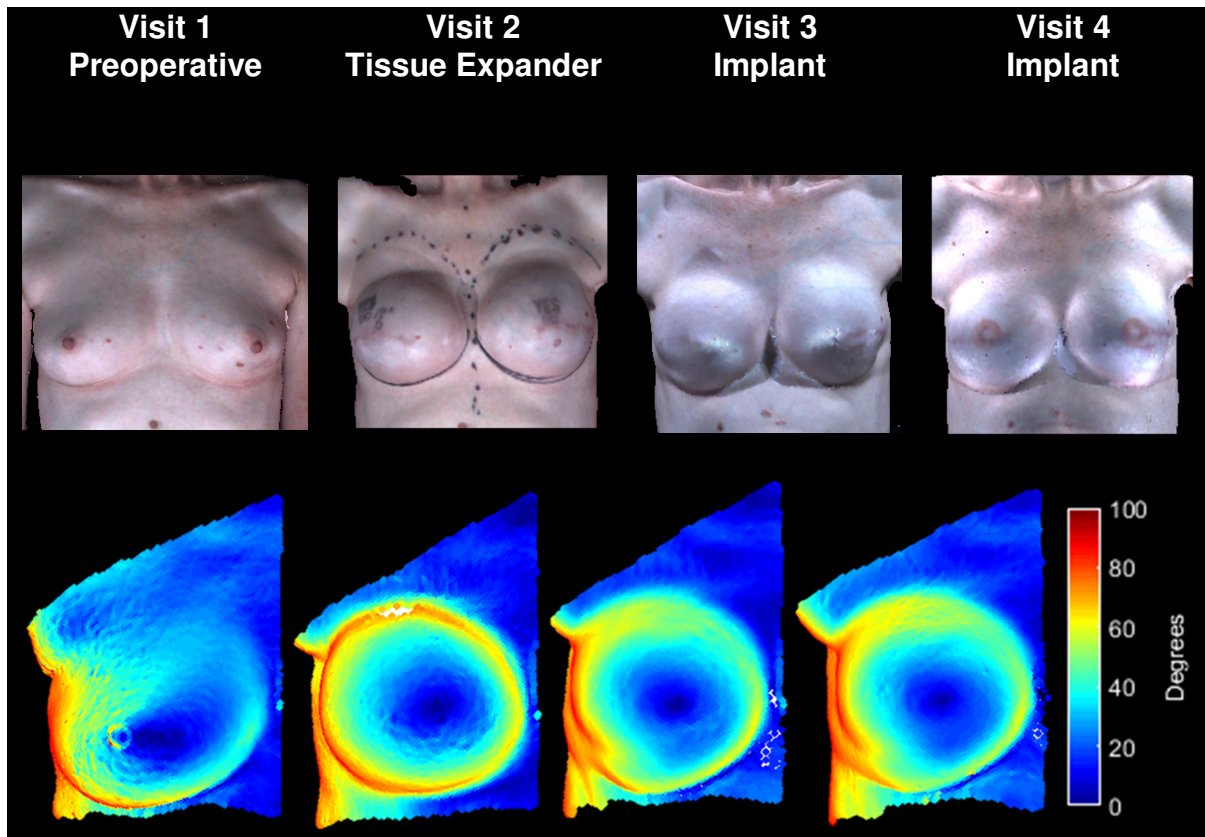 Visit 1
Preoperative
Visit 2
Tissue Expander
Visit 3
Implant
Visit 4
Implant
100
80
60
40
20
0
Degrees